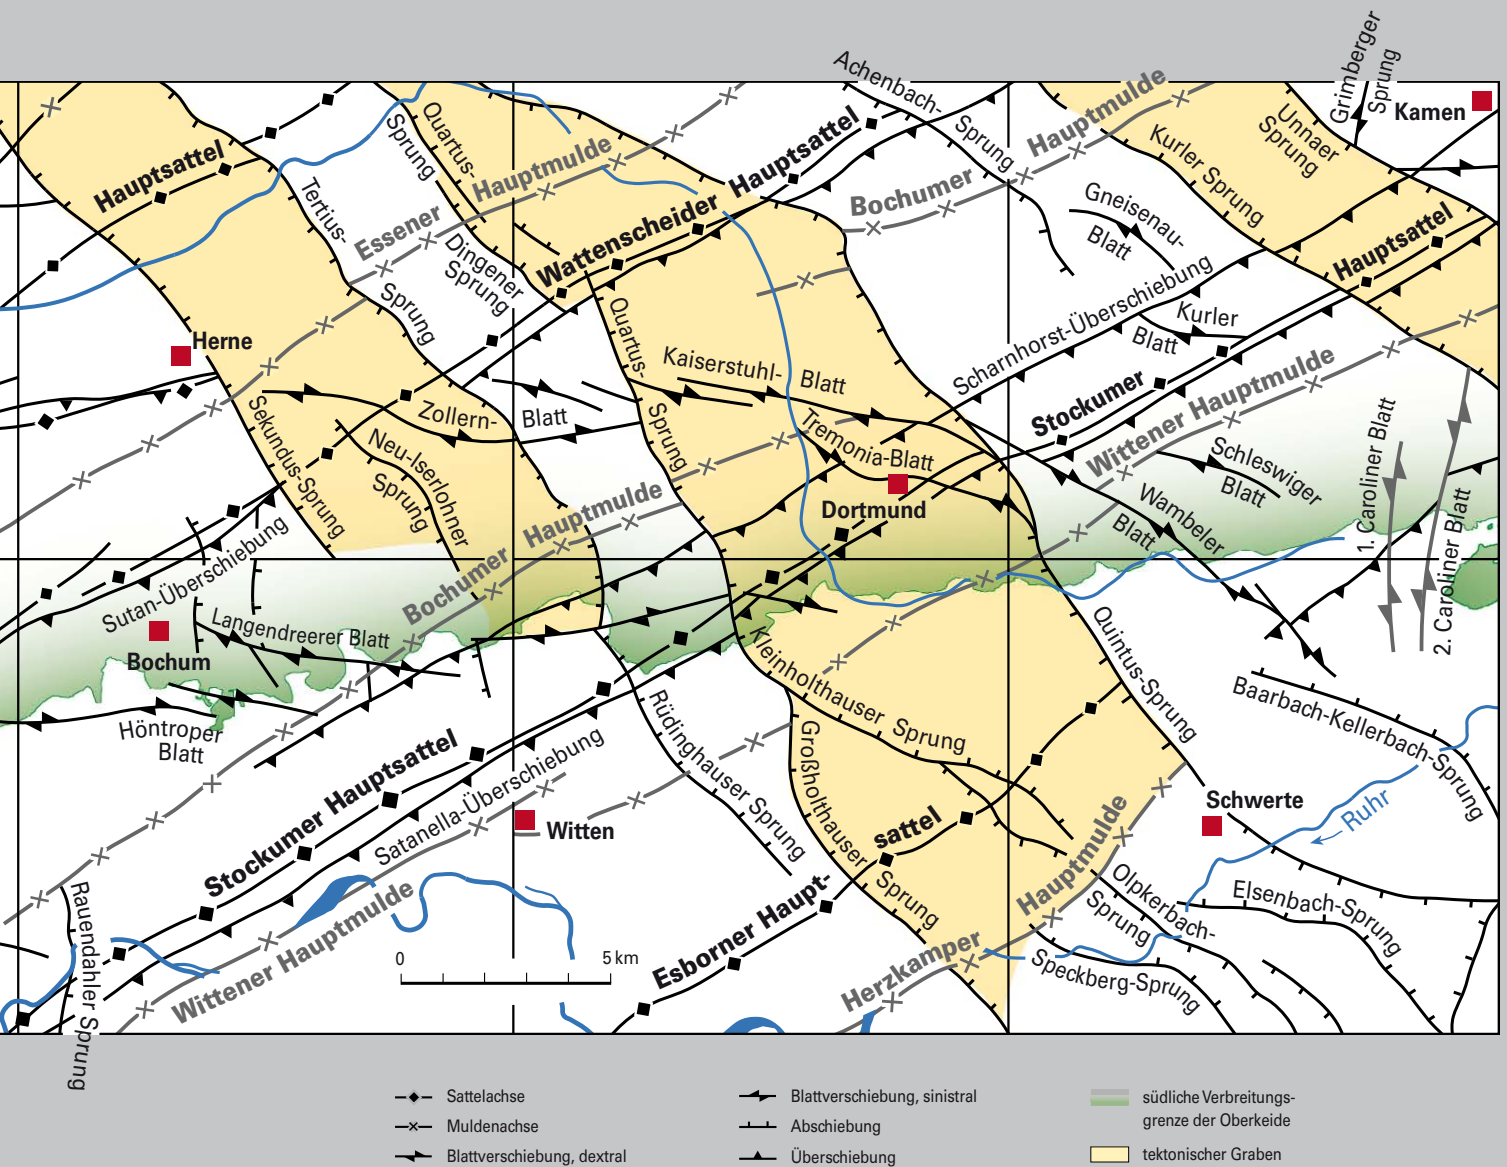 Grimberger
Sprung
Kamen
Achenbach-
Sprung
Hauptmulde
Bochumer
Unnaer
Sprung
Kurler Sprung
Hauptsattel
Quartus-
Sprung
Hauptmulde
Essener
Hauptsattel
Wattenscheider
Tertius-
Sprung
Dingener
Sprung
Gneisenau-
Blatt
Hauptsattel
Stockumer
Scharnhorst-Überschiebung
Kurler
Blatt
Herne
Quartus-
Sprung
Kaiserstuhl- Blatt
Zollern- Blatt
Tremonia-Blatt
Wittener Hauptmulde
Sekundus-Sprung
Neu-Iserlohner
Sprung
Schleswiger
Blatt
Wambeler
Blatt
1. Caroliner Blatt
2. Caroliner Blatt
Dortmund
Bochumer Hauptmulde
Sutan-Überschiebung
Langendreerer Blatt
Bochum
Höntroper
Blatt
Kleinholthauser Sprung
Quintus-Sprung
Baarbach-Kellerbach-Sprung
Rüdinghauser Sprung
Großholthauser Sprung
Stockumer Hauptsattel
Satanella-Überschiebung
Witten
Schwerte
Ruhr
Esborner Haupt-
sattel
Herzkamper
Hauptmulde
Olpkerbach-
Sprung
Elsenbach-Sprung
Speckberg-Sprung
Rauendahler Sprung
Wittener Hauptmulde
0 5 km
Sattelachse
Muldenachse
Blattverschiebung, dextral
Blattverschiebung, sinistral
Abschiebung
Überschiebung
südliche Verbreitungs-
grenze der Oberkeide
tektonischer Graben